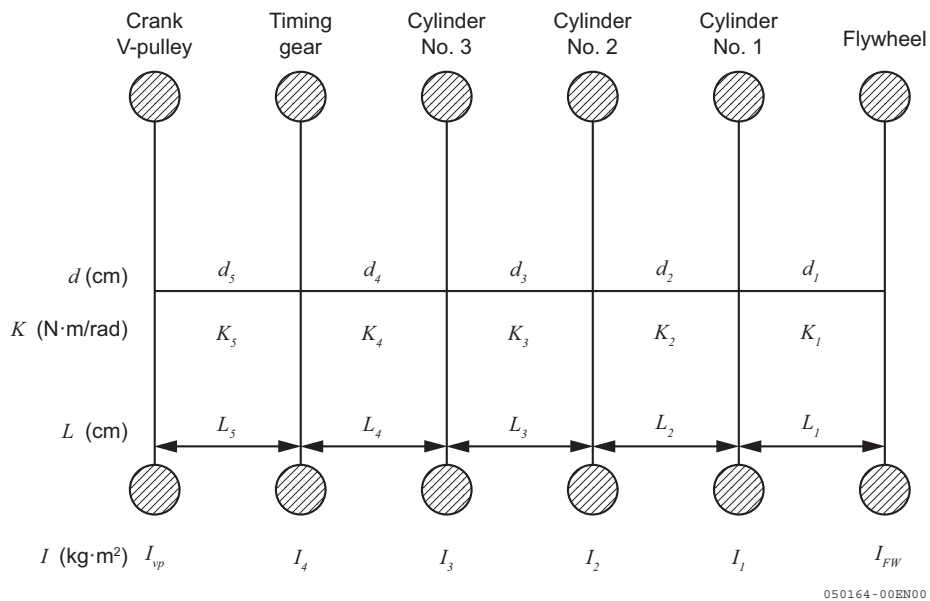 Crank V-pulley
Timing gear
Cylinder No. 3
Cylinder No. 2
Cylinder No. 1
Flywheel
d (cm) d₅ d₄ d₃ d₂ d₁
K (N·m/rad) K₅ K₄ K₃ K₂ K₁
L (cm) L₅ L₄ L₃ L₂ L₁
I (kg·m²) I_vp I₄ I₃ I₂ I₁ I_FW
050164-00EN00